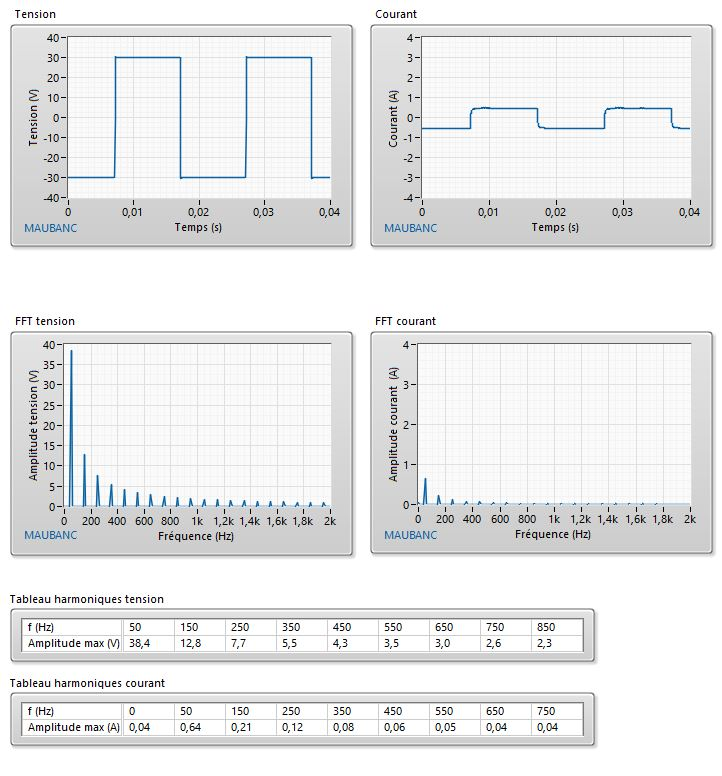 Tension
40
30
20
10
0
-10
-20
-30
-40
Tension (V)
0 0,01 0,02 0,03 0,04
Temps (s)
MAUBANC
Courant
4
3
2
1
0
-1
-2
-3
-4
Courant (A)
0 0,01 0,02 0,03 0,04
Temps (s)
MAUBANC
FFT tension
40
35
30
25
20
15
10
5
0
Amplitude tension (V)
0 200 400 600 800 1k 1,2k 1,4k 1,6k 1,8k 2k
Fréquence (Hz)
MAUBANC
FFT courant
4
3
2
1
0
Amplitude courant (A)
0 200 400 600 800 1k 1,2k 1,4k 1,6k 1,8k 2k
Fréquence (Hz)
MAUBANC
Tableau harmoniques tension
f (Hz) 50 150 250 350 450 550 650 750 850
Amplitude max (V) 38,4 12,8 7,7 5,5 4,3 3,5 3,0 2,6 2,3
Tableau harmoniques courant
f (Hz) 0 50 150 250 350 450 550 650 750
Amplitude max (A) 0,04 0,64 0,21 0,12 0,08 0,06 0,05 0,04 0,04